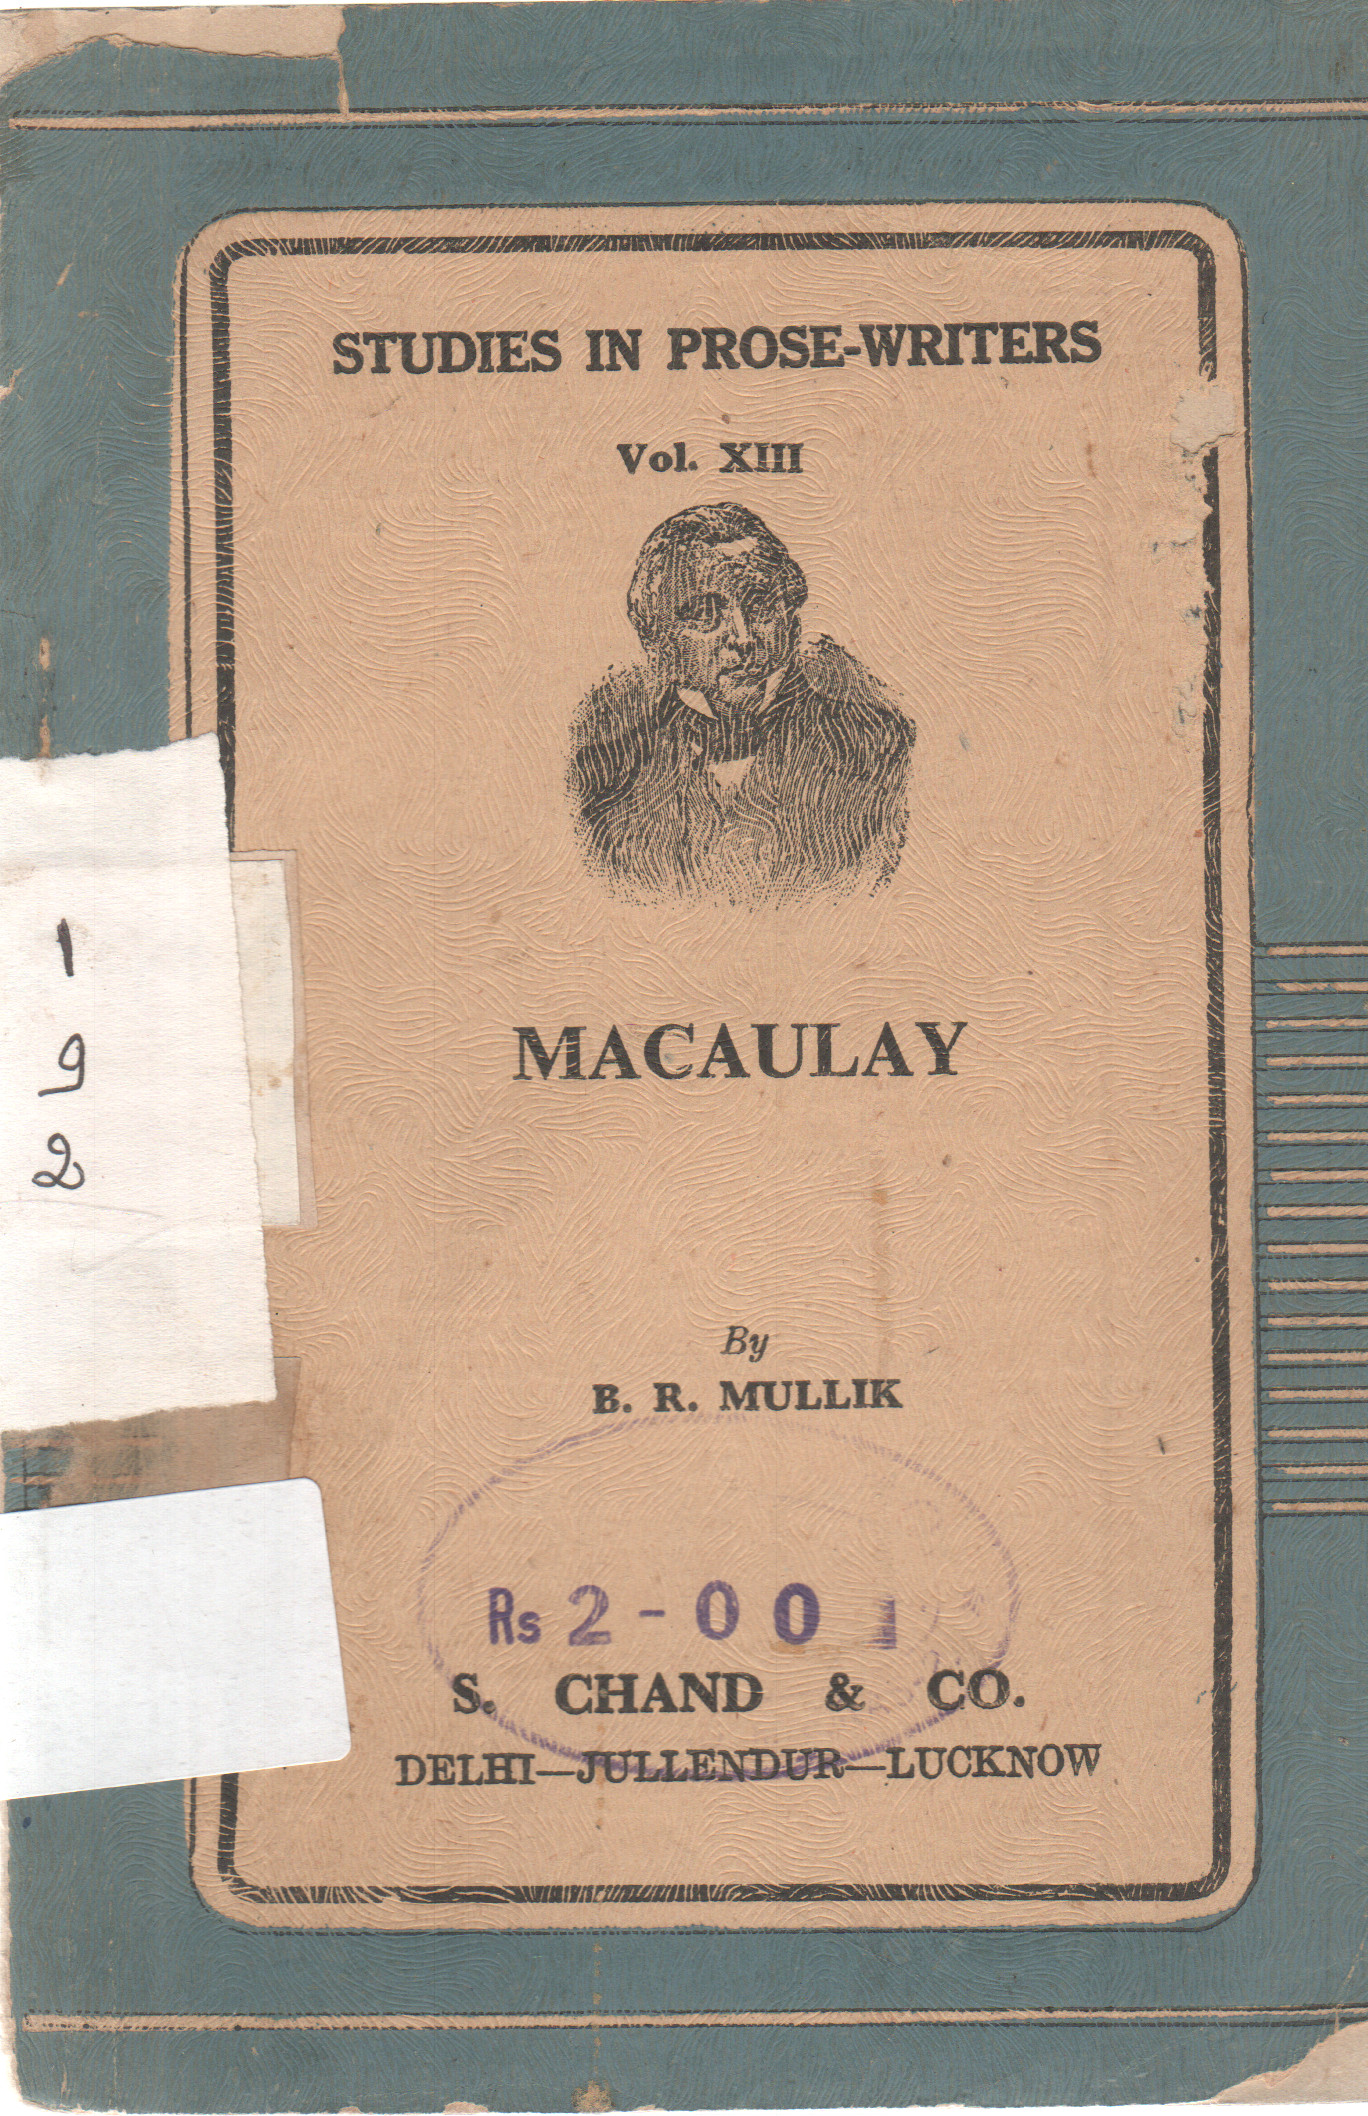 STUDIES IN PROSE-WRITERS
Vol. XIII
MACAULAY
1
9
2
By
B. R. MULLIK
Rs 2-00
S. CHAND & CO.
DELHI—JULLENDUR—LUCKNOW